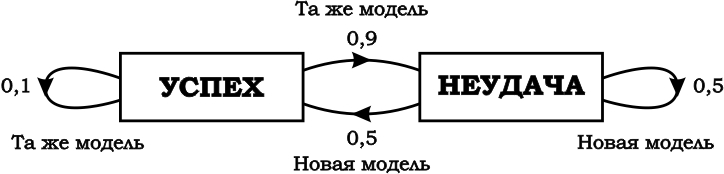 Та же модель
0,9
0,1
УСПЕХ
НЕУДАЧА
0,5
Та же модель
0,5
Новая модель
Новая модель